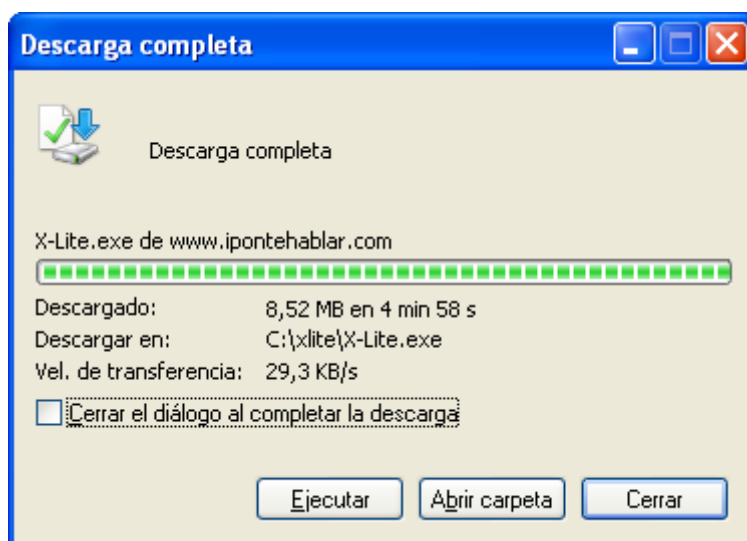 Descarga completa
Descarga completa
X-Lite.exe de www.ipontehablar.com
Descargado: 8,52 MB en 4 min 58 s
Descargar en: C:\xlite\X-Lite.exe
Vel. de transferencia: 29,3 KB/s
Cerrar el diálogo al completar la descarga
Ejecutar Abrir carpeta Cerrar